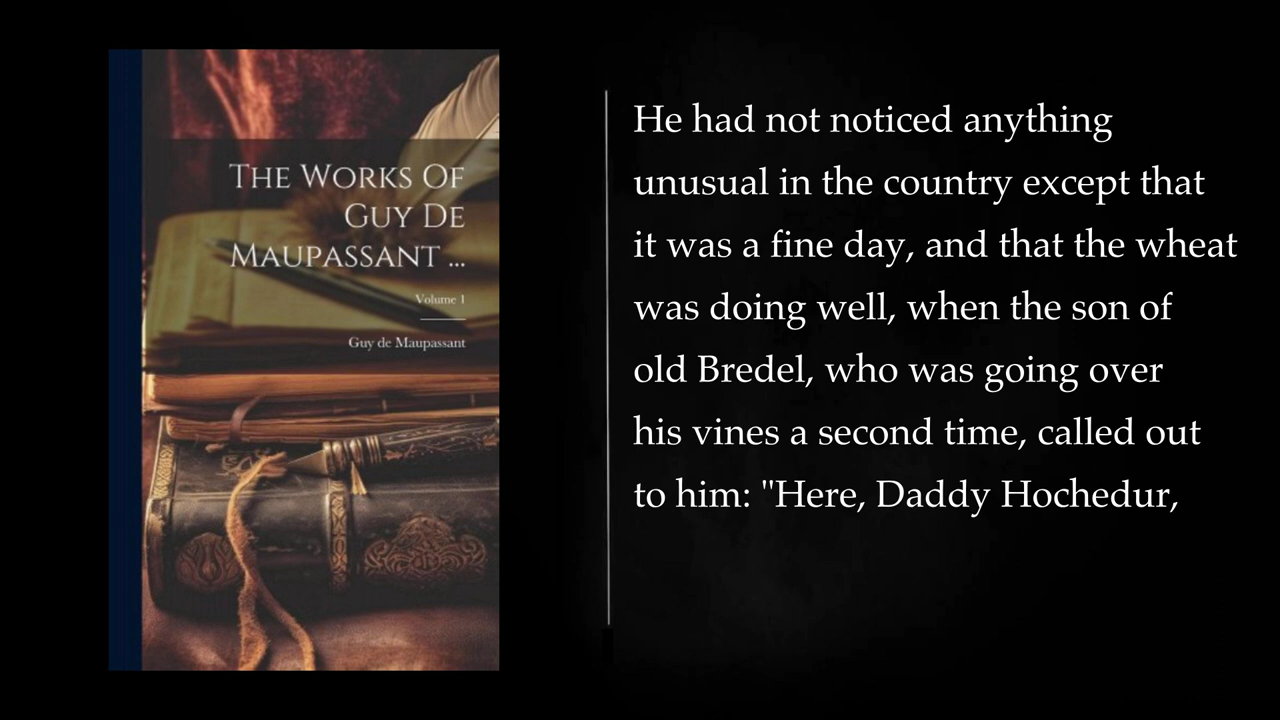 The Works Of
Guy De
Maupassant ...
Volume 1
Guy de Maupassant
He had not noticed anything
unusual in the country except that
it was a fine day, and that the wheat
was doing well, when the son of
old Bredel, who was going over
his vines a second time, called out
to him: "Here, Daddy Hochedur,